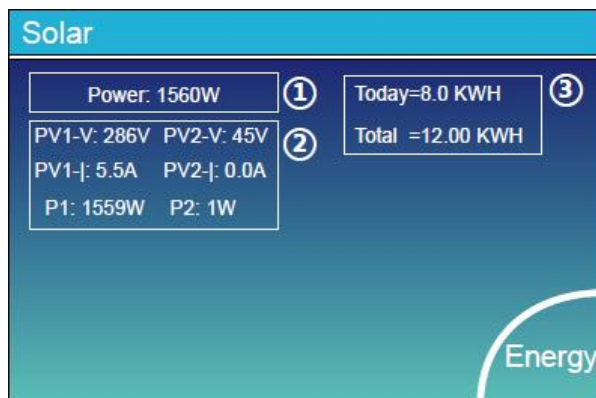 Solar
Power: 1560W
①
PV1-V: 286V PV2-V: 45V
②
PV1-|: 5.5A PV2-|: 0.0A
P1: 1559W P2: 1W
Today=8.0 KWH
③
Total =12.00 KWH
Energy